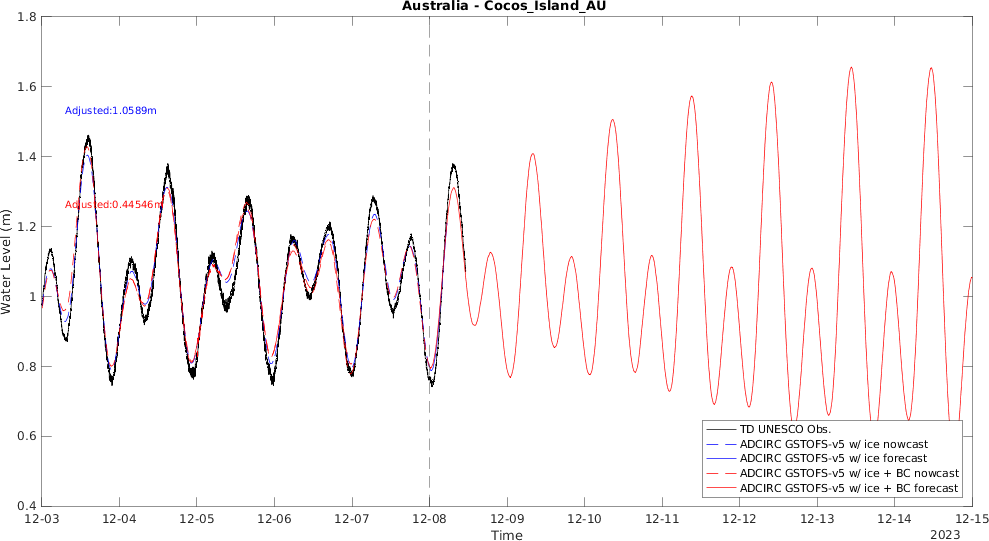 Australia - Cocos_Island_AU
1.8
1.6
1.4
1.2
1
0.8
0.6
0.4
Water Level (m)
Adjusted:1.0589m
Adjusted:0.44546m
TD UNESCO Obs.
ADCIRC GSTOFS-v5 w/ ice nowcast
ADCIRC GSTOFS-v5 w/ ice forecast
ADCIRC GSTOFS-v5 w/ ice + BC nowcast
ADCIRC GSTOFS-v5 w/ ice + BC forecast
12-03 12-04 12-05 12-06 12-07 12-08 12-09 12-10 12-11 12-12 12-13 12-14 12-15
Time
2023